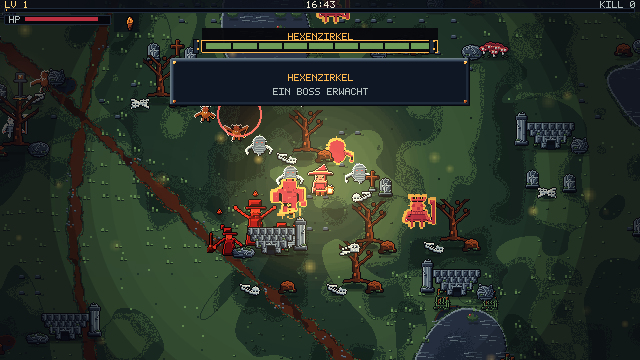 LV 1
16:43
KILL 0
HP
HEXENZIRKEL
HEXENZIRKEL
EIN BOSS ERWACHT